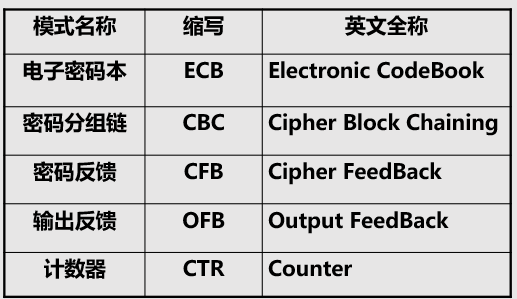 模式名称 缩写 英文全称
电子密码本 ECB Electronic CodeBook
密码分组链 CBC Cipher Block Chaining
密码反馈 CFB Cipher FeedBack
输出反馈 OFB Output FeedBack
计数器 CTR Counter